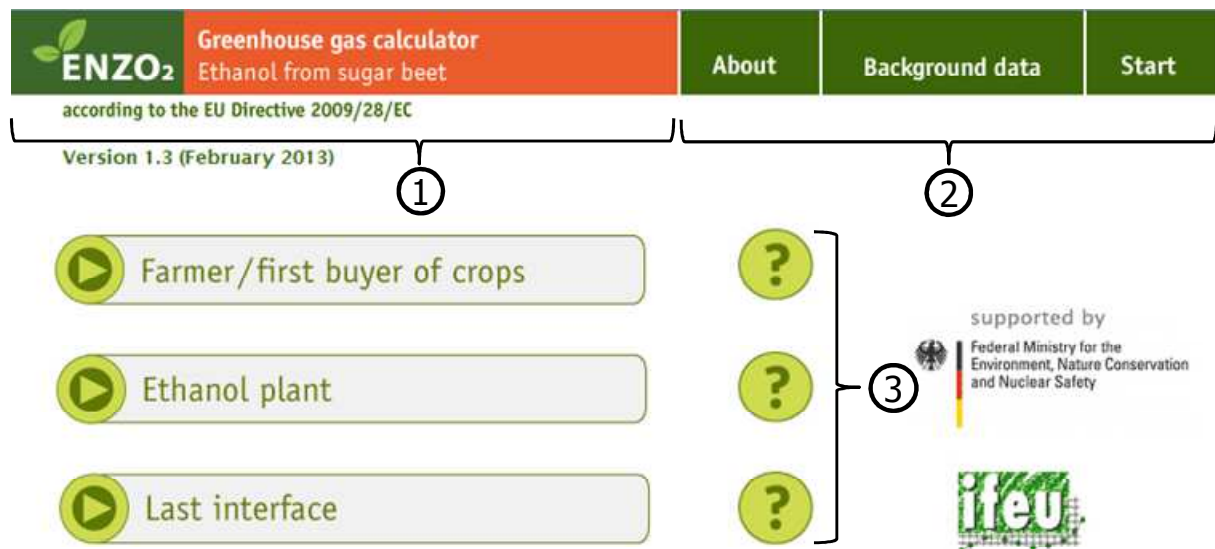 ENZO₂
Greenhouse gas calculator
Ethanol from sugar beet
About
Background data
Start
according to the EU Directive 2009/28/EC
Version 1.3 (February 2013)
1
2
Farmer/first buyer of crops
?
Ethanol plant
?
3
Last interface
?
supported by
Federal Ministry for the
Environment, Nature Conservation
and Nuclear Safety
ifeu